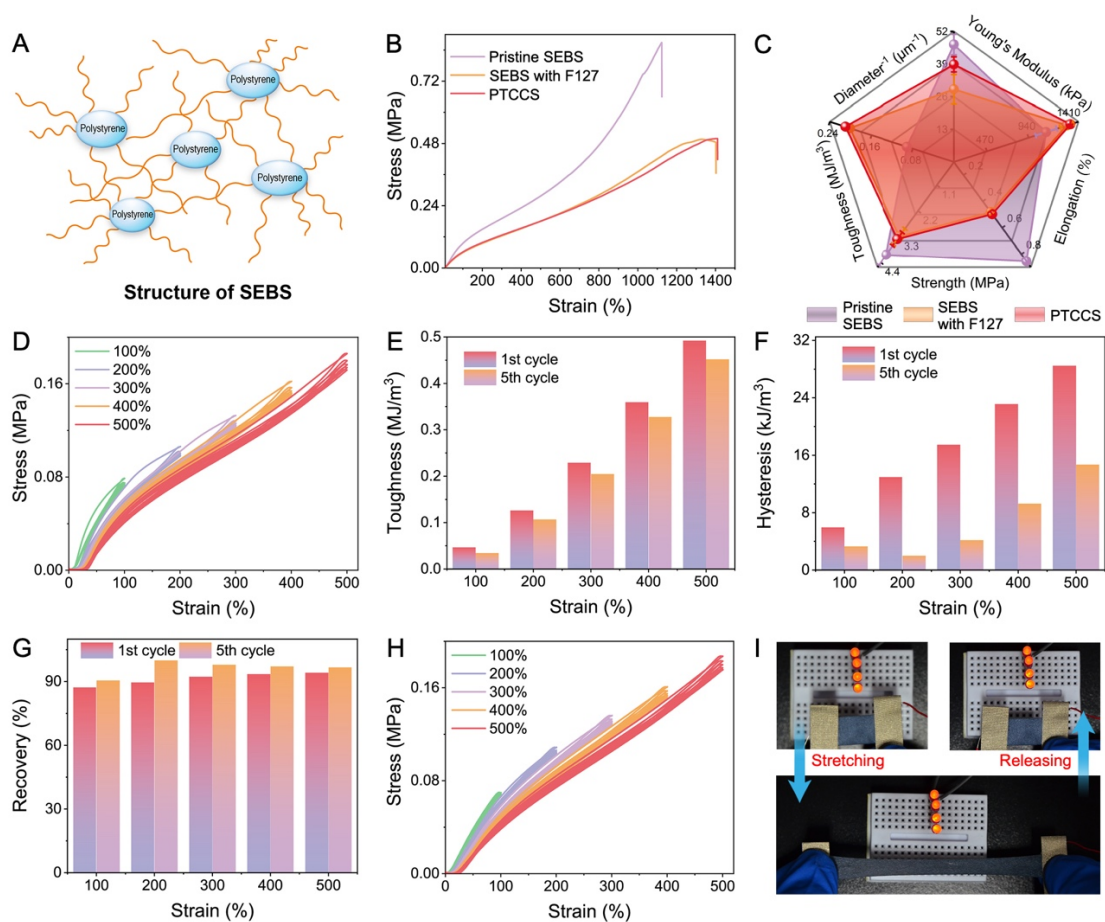 A
Polystyrene
Polystyrene
Polystyrene
Polystyrene
Polystyrene
Structure of SEBS
B
Pristine SEBS
SEBS with F127
PTCCS
Stress (MPa)
0.72
0.48
0.24
0.00
200 400 600 800 1000 1200 1400
Strain (%)
C
Diameter⁻¹ (μm⁻¹)
Young's Modulus (kPa)
Elongation (%)
Strength (MPa)
Toughness (MJ/m³)
52
39
26
13
1410
940
470
0.2
0.4
0.6
0.8
1.1
2.2
3.3
4.4
0.24
0.16
0.08
Pristine
SEBS
SEBS
with F127
PTCCS
D
100%
200%
300%
400%
500%
Stress (MPa)
0.16
0.08
0.00
0 100 200 300 400 500
Strain (%)
E
1st cycle
5th cycle
Toughness (MJ/m³)
0.5
0.4
0.3
0.2
0.1
0.0
100 200 300 400 500
Strain (%)
F
1st cycle
5th cycle
Hysteresis (kJ/m³)
32
24
16
8
0
100 200 300 400 500
Strain (%)
G
1st cycle 5th cycle
Recovery (%)
90
60
30
0
100 200 300 400 500
Strain (%)
H
100%
200%
300%
400%
500%
Stress (MPa)
0.16
0.08
0.00
0 100 200 300 400 500
Strain (%)
I
Stretching
Releasing